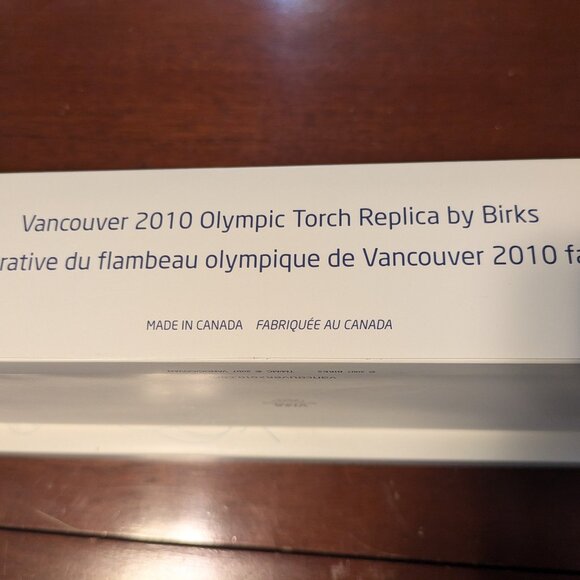 Vancouver 2010 Olympic Torch Replica by Birks
rative du flambeau olympique de Vancouver 2010 fa
MADE IN CANADA FABRIQUÉE AU CANADA